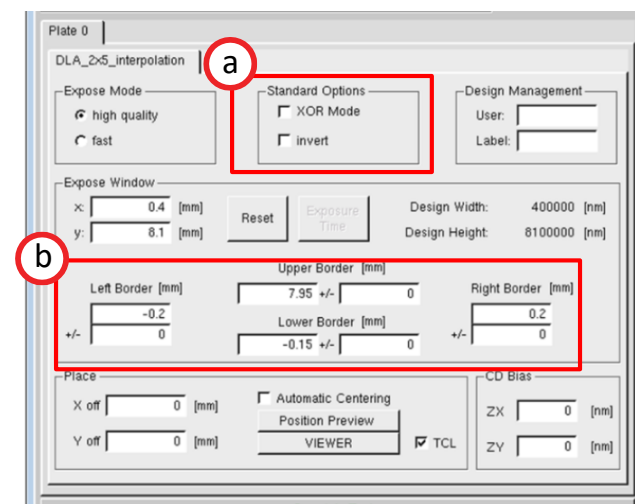 Plate 0
DLA_2x5_interpolation
a
Expose Mode
high quality
fast
Standard Options
XOR Mode
invert
Design Management
User:
Label:
Expose Window
x: 0.4 [mm]
y: 8.1 [mm]
Reset
Exposure
Time
Design Width: 400000 [nm]
Design Height: 8100000 [nm]
b
Left Border [mm]
-0.2
+/- 0
Upper Border [mm]
7.95 +/- 0
Lower Border [mm]
-0.15 +/- 0
Right Border [mm]
0.2
+/- 0
Place
X off 0 [mm]
Y off 0 [mm]
Automatic Centering
Position Preview
VIEWER
TCL
CD Bias
ZX 0 [nm]
ZY 0 [nm]